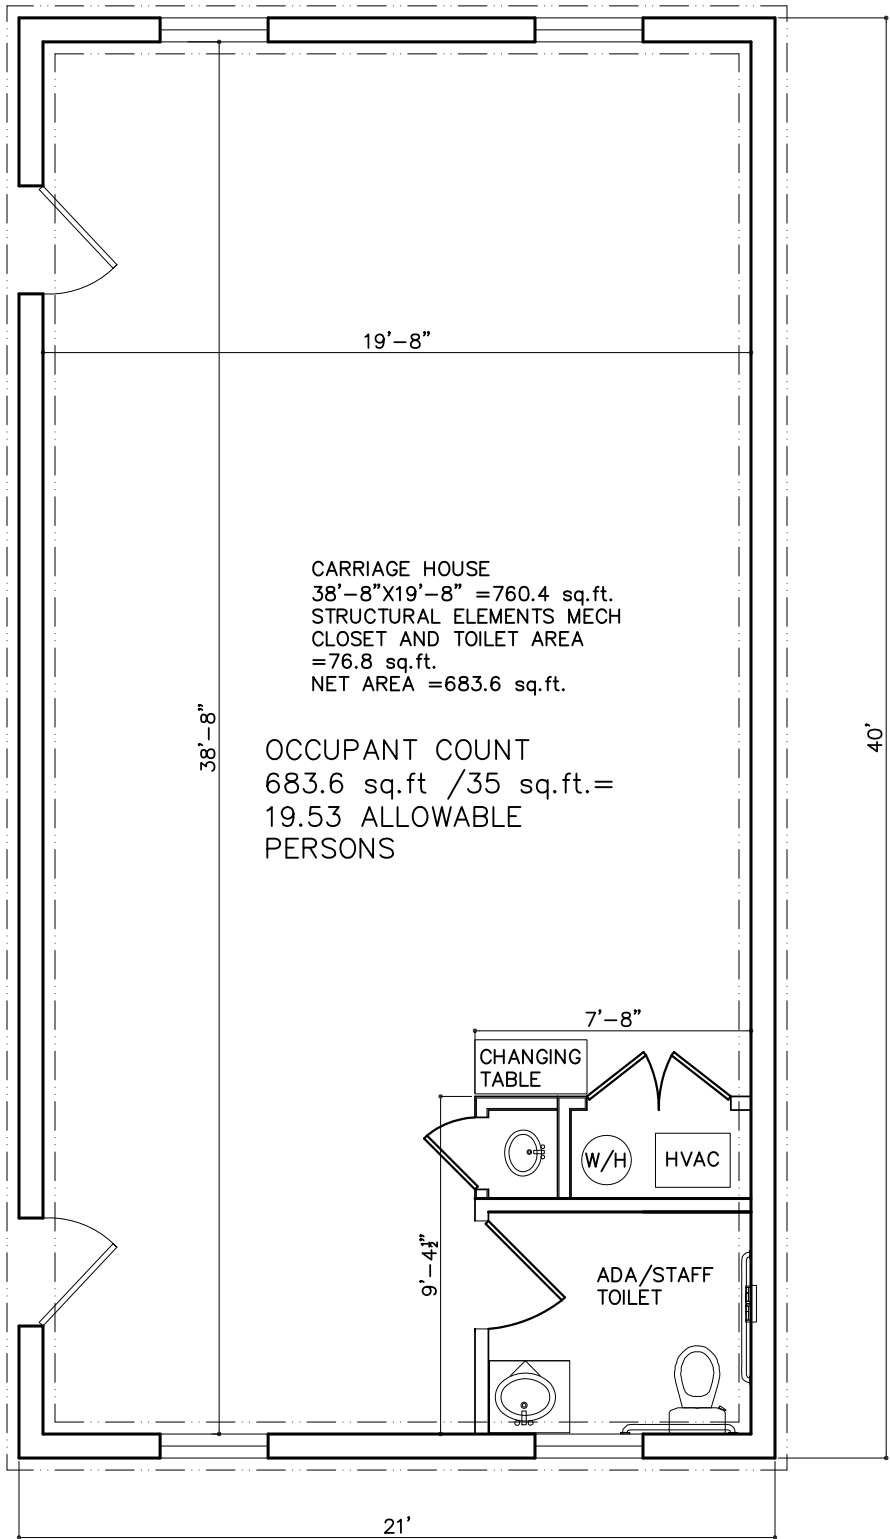 19'-8"
CARRIAGE HOUSE
38'-8"X19'-8" =760.4 sq.ft.
STRUCTURAL ELEMENTS MECH
CLOSET AND TOILET AREA
=76.8 sq.ft.
NET AREA =683.6 sq.ft.
38'-8"
40'
OCCUPANT COUNT
683.6 sq.ft /35 sq.ft.=
19.53 ALLOWABLE
PERSONS
7'-8"
CHANGING
TABLE
W/H
HVAC
9'-4½"
ADA/STAFF
TOILET
21'